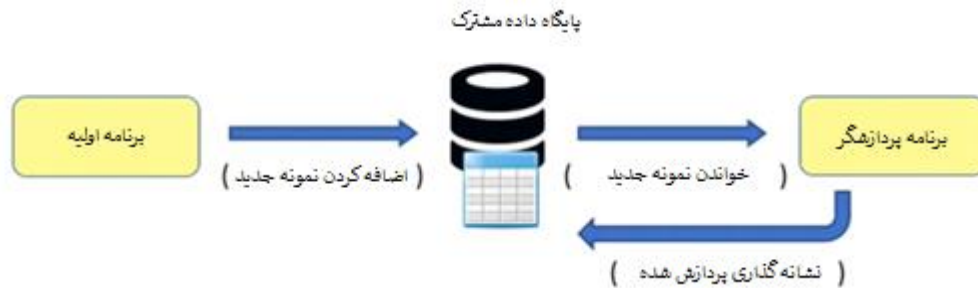 پایگاه داده مشترک
برنامه اولیه
برنامه پردازشگر
( اضافه کردن نمونه جدید )
( خواندن نمونه جدید )
( نشانه گذاری پردازش شده )